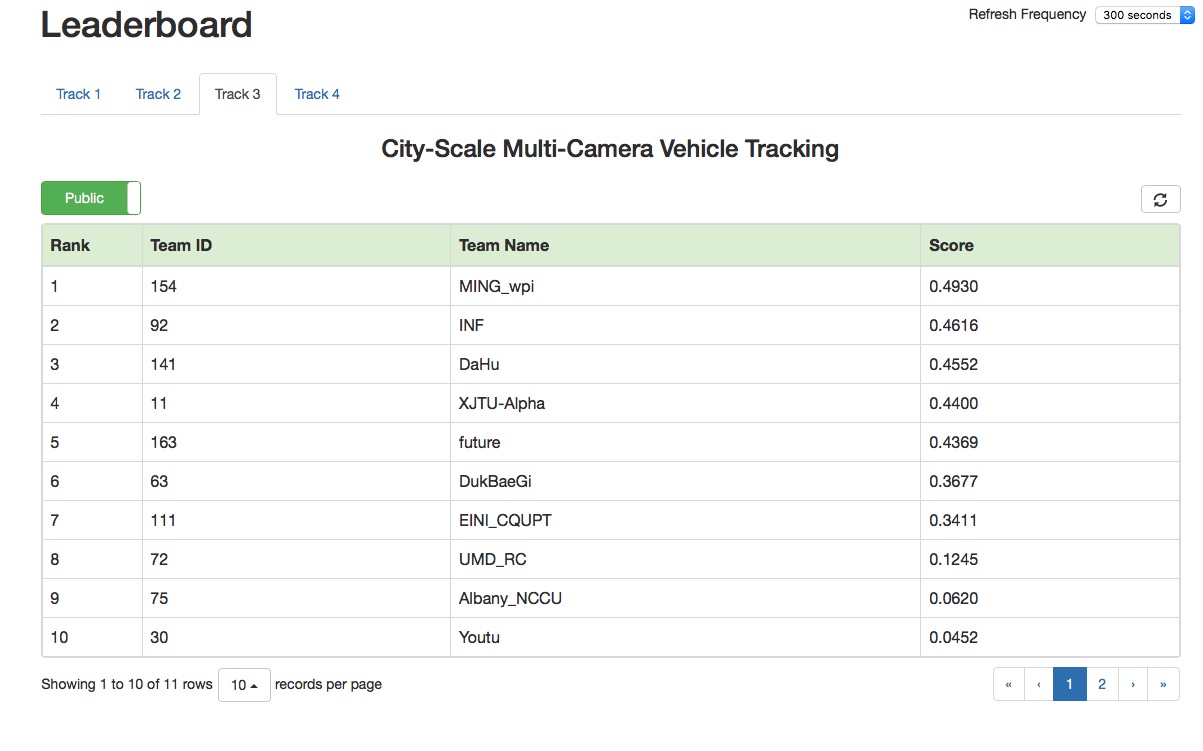 Leaderboard
Refresh Frequency 300 seconds
Track 1 Track 2 Track 3 Track 4
City-Scale Multi-Camera Vehicle Tracking
Public
Rank Team ID Team Name Score
1 154 MING_wpi 0.4930
2 92 INF 0.4616
3 141 DaHu 0.4552
4 11 XJTU-Alpha 0.4400
5 163 future 0.4369
6 63 DukBaeGi 0.3677
7 111 EINI_CQUPT 0.3411
8 72 UMD_RC 0.1245
9 75 Albany_NCCU 0.0620
10 30 Youtu 0.0452
Showing 1 to 10 of 11 rows 10 records per page « ‹ 1 2 › »